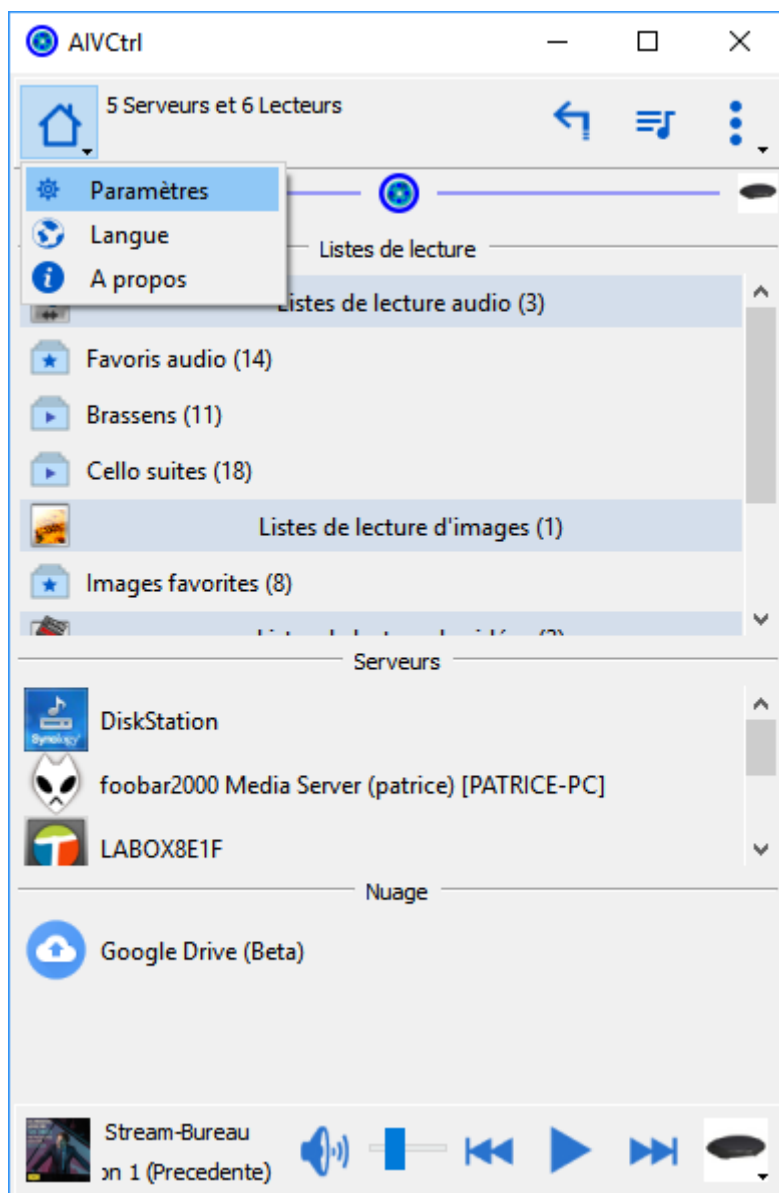 AIVCtrl
5 Serveurs et 6 Lecteurs
Paramètres
Langue
A propos
Listes de lecture
Listes de lecture audio (3)
Favoris audio (14)
Brassens (11)
Cello suites (18)
Listes de lecture d'images (1)
Images favorites (8)
Serveurs
Synology
DiskStation
foobar2000 Media Server (patrice) [PATRICE-PC]
LABOX8E1F
Nuage
Google Drive (Beta)
Stream-Bureau
on 1 (Precedente)